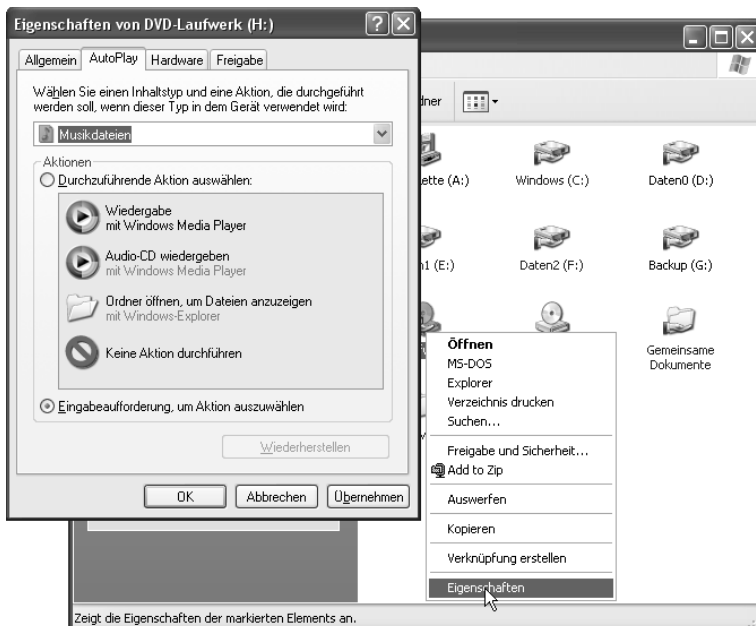 Eigenschaften von DVD-Laufwerk (H:)
Allgemein AutoPlay Hardware Freigabe
Wählen Sie einen Inhaltstyp und eine Aktion, die durchgeführt
werden soll, wenn dieser Typ in dem Gerät verwendet wird:
Musikdateien
Aktionen
Durchzuführende Aktion auswählen:
Wiedergabe
mit Windows Media Player
Audio-CD wiedergeben
mit Windows Media Player
Ordner öffnen, um Dateien anzuzeigen
mit Windows-Explorer
Keine Aktion durchführen
Eingabeaufforderung, um Aktion auszuwählen
Wiederherstellen
OK Abbrechen Übernehmen
(A:) Windows (C:) Daten0 (D:)
(E:) Daten2 (F:) Backup (G:)
Gemeinsame
Dokumente
Öffnen
MS-DOS
Explorer
Verzeichnis drucken
Suchen...
Freigabe und Sicherheit...
Add to Zip
Auswerfen
Kopieren
Verknüpfung erstellen
Eigenschaften
Zeigt die Eigenschaften der markierten Elements an.